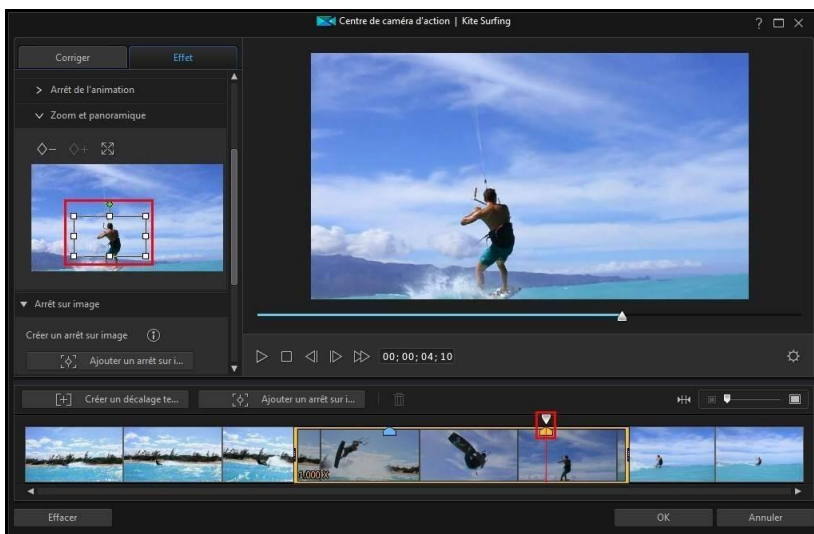 Centre de caméra d'action | Kite Surfing
?
Corriger
Effet
Arrêt de l'animation
Zoom et panoramique
Arrêt sur image
Créer un arrêt sur image
Ajouter un arrêt sur i...
00; 00; 04; 10
Créer un décalage te...
Ajouter un arrêt sur i...
1.000 X
Effacer
OK
Annuler